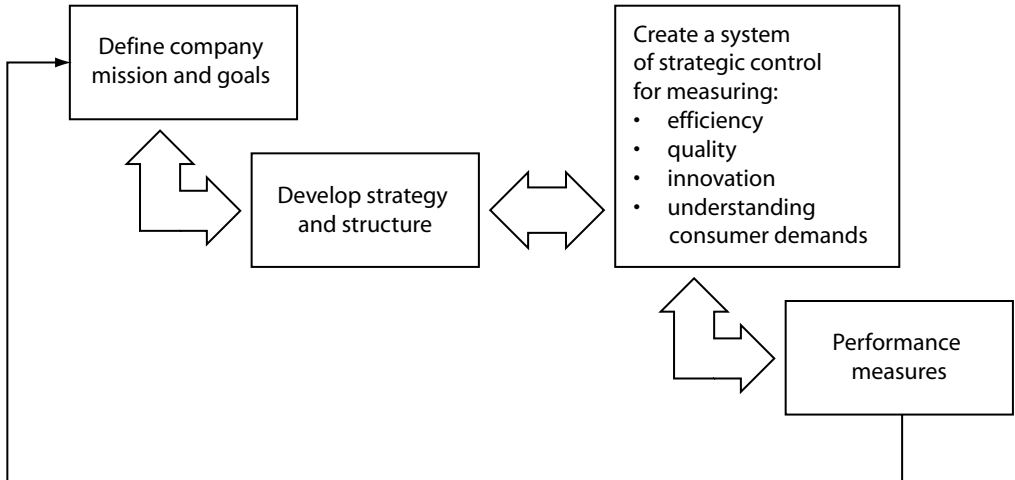 Define company
mission and goals
Develop strategy
and structure
Create a system
of strategic control
for measuring:
• efficiency
• quality
• innovation
• understanding
consumer demands
Performance
measures